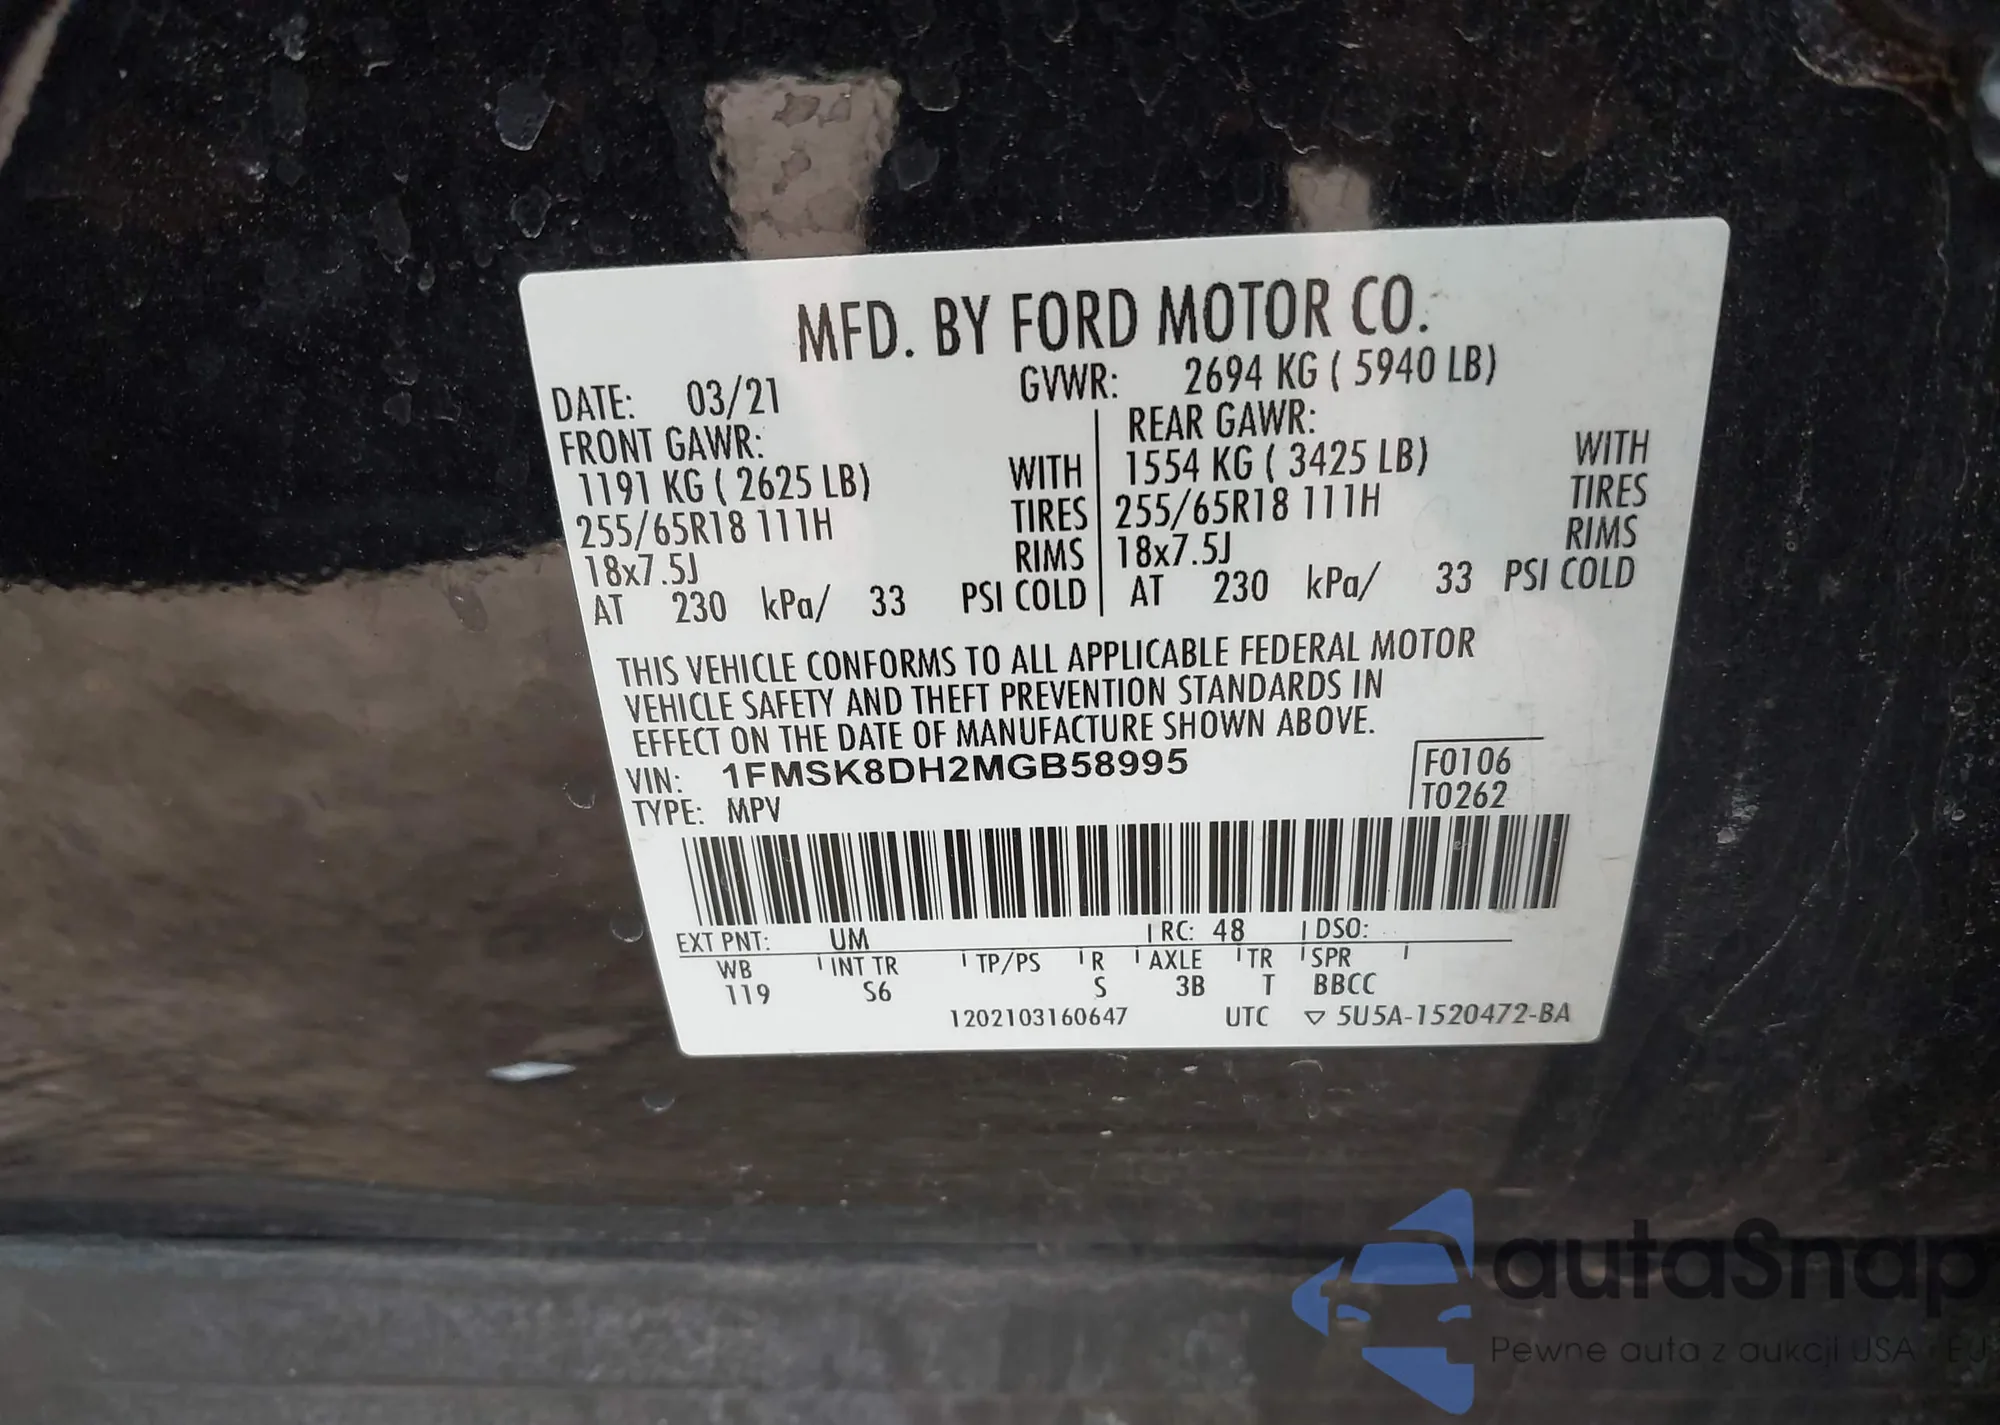 MFD. BY FORD MOTOR CO.
DATE: 03/21 GVWR: 2694 KG ( 5940 LB)
FRONT GAWR: REAR GAWR:
1191 KG ( 2625 LB) WITH 1554 KG ( 3425 LB) WITH
255/65R18 111H TIRES 255/65R18 111H TIRES
18x7.5J RIMS 18x7.5J RIMS
AT 230 kPa/ 33 PSI COLD AT 230 kPa/ 33 PSI COLD
THIS VEHICLE CONFORMS TO ALL APPLICABLE FEDERAL MOTOR
VEHICLE SAFETY AND THEFT PREVENTION STANDARDS IN
EFFECT ON THE DATE OF MANUFACTURE SHOWN ABOVE.
VIN: 1FMSK8DH2MGB58995 F0106
TYPE: MPV T0262
EXT PNT: UM RC: 48 DSO:
WB INT TR TP/PS R AXLE TR SPR
119 S6 S 3B T BBCC
1202103160647 UTC ▽ 5U5A-1520472-BA
autaSnap
Pewne auta z aukcji USA i EU